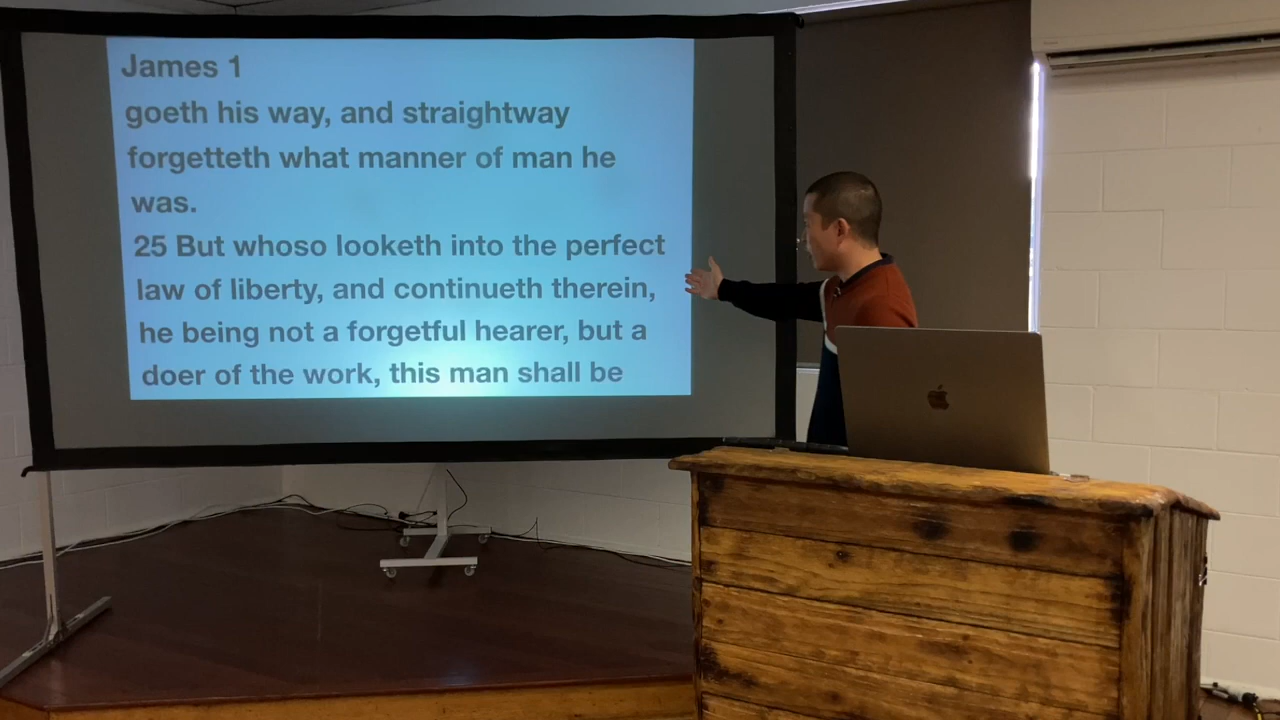 James 1
goeth his way, and straightway
forgetteth what manner of man he
was.
25 But whoso looketh into the perfect
law of liberty, and continueth therein,
he being not a forgetful hearer, but a
doer of the work, this man shall be